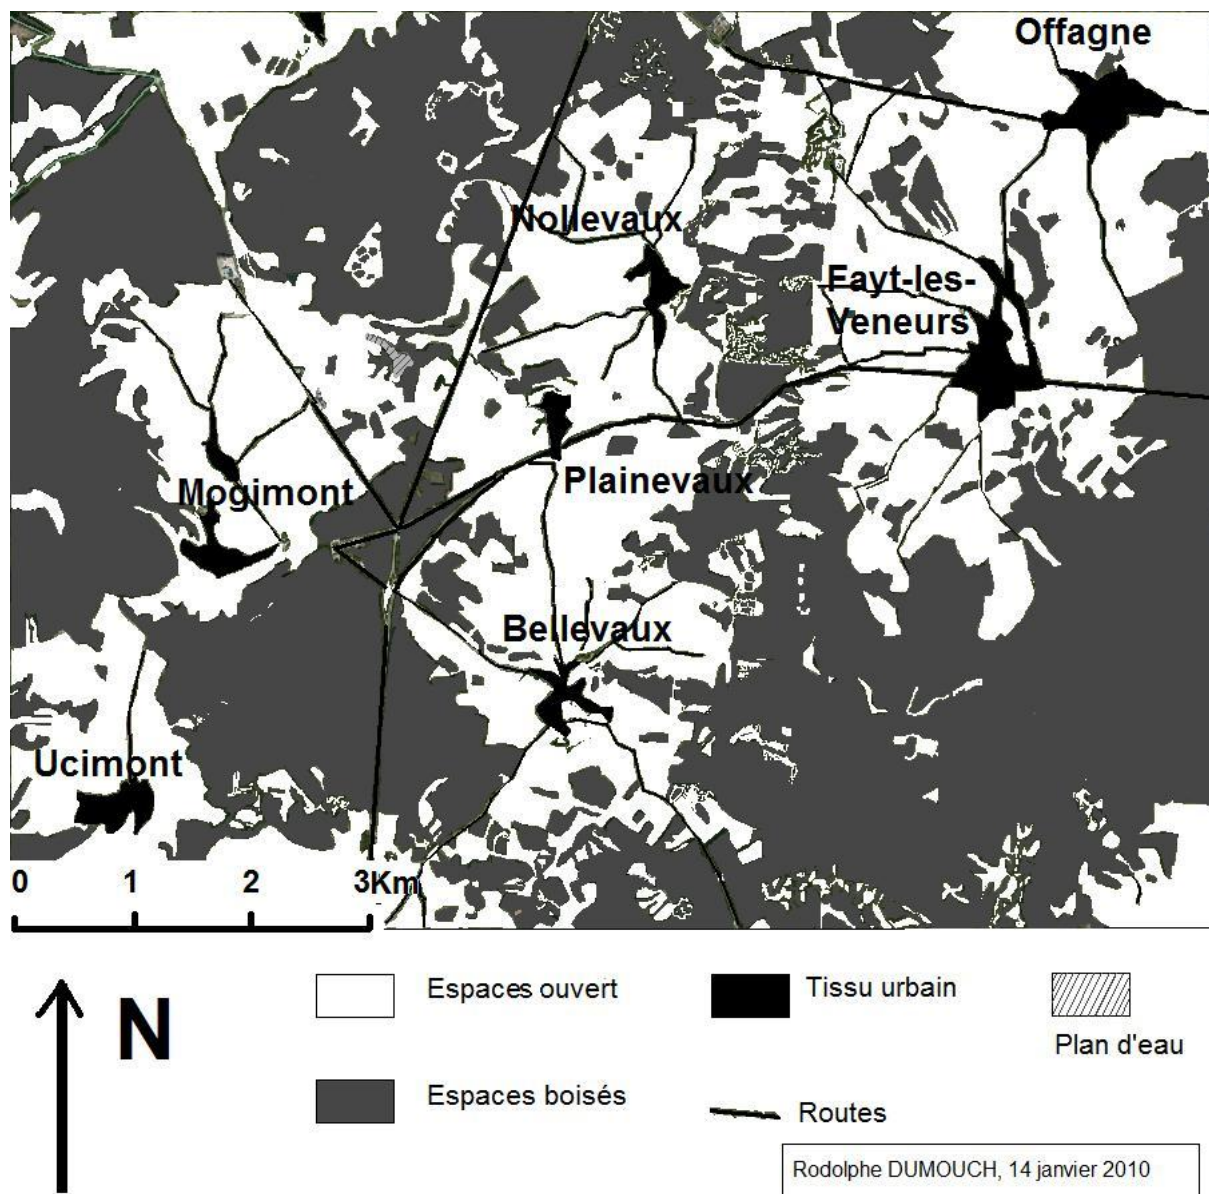 Offagne
Nollevaux
Fayt-les-
Veneurs
Plainevaux
Mogimont
Bellevaux
Ucimont
0 1 2 3Km
N
Espaces ouvert
Tissu urbain
Plan d'eau
Espaces boisés
Routes
Rodolphe DUMOUCH, 14 janvier 2010